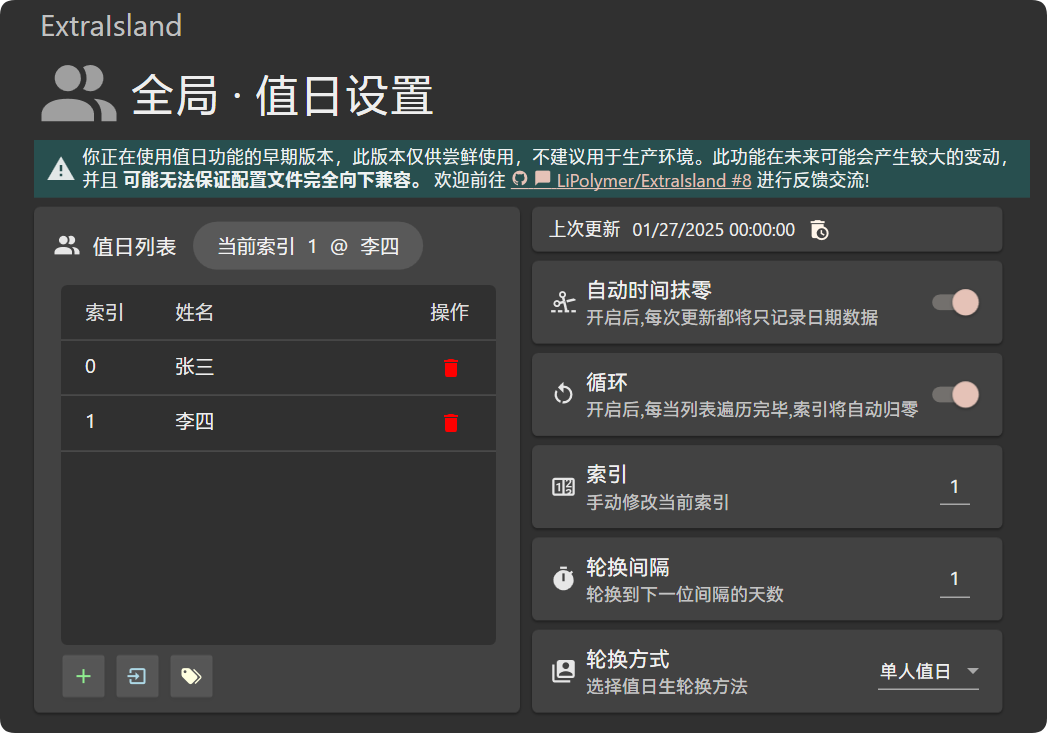 ExtraIsland
全局 · 值日设置
你正在使用值日功能的早期版本，此版本仅供尝鲜使用，不建议用于生产环境。此功能在未来可能会产生较大的变动，
并且 可能无法保证配置文件完全向下兼容。 欢迎前往 LiPolymer/ExtraIsland #8 进行反馈交流!
值日列表
当前索引 1 @ 李四
索引 姓名 操作
0 张三
1 李四
上次更新 01/27/2025 00:00:00
自动时间抹零
开启后,每次更新都将只记录日期数据
循环
开启后,每当列表遍历完毕,索引将自动归零
索引
手动修改当前索引
1
轮换间隔
轮换到下一位间隔的天数
1
轮换方式
选择值日生轮换方法
单人值日